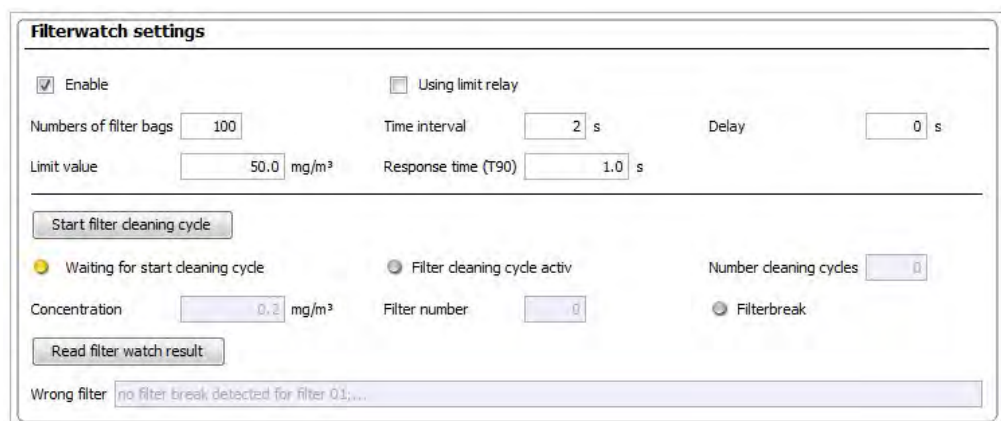 Filterwatch settings
Enable Using limit relay
Numbers of filter bags 100 Time interval 2 s Delay 0 s
Limit value 50.0 mg/m³ Response time (T90) 1.0 s
Start filter cleaning cycle
Waiting for start cleaning cycle Filter cleaning cycle activ Number cleaning cycles 0
Concentration 0.2 mg/m³ Filter number 0 Filterbreak
Read filter watch result
Wrong filter no filter break detected for filter 01;...